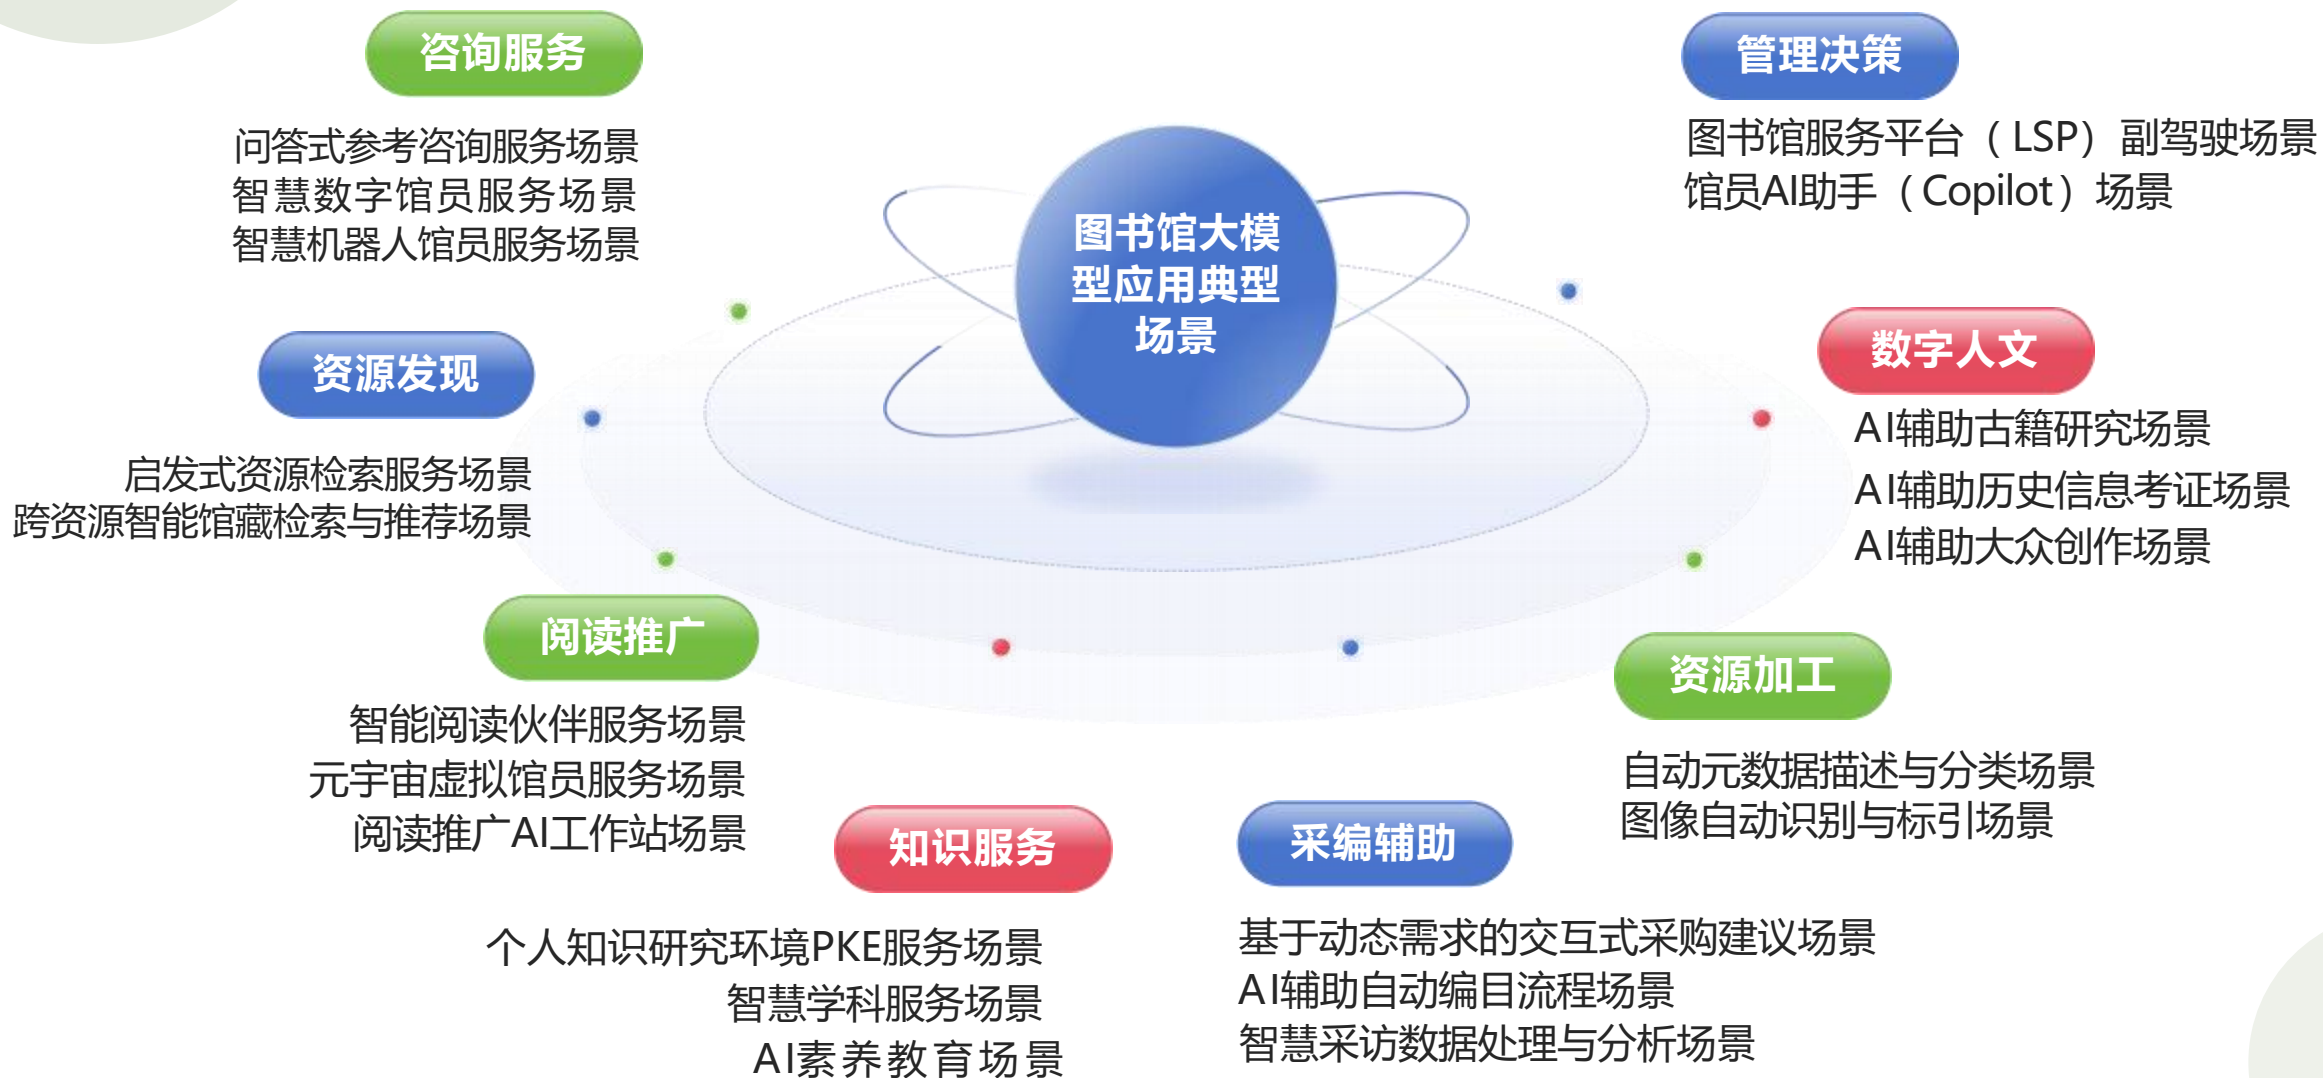 咨询服务
问答式参考咨询服务场景
智慧数字馆员服务场景
智慧机器人馆员服务场景
资源发现
启发式资源检索服务场景
跨资源智能馆藏检索与推荐场景
阅读推广
智能阅读伙伴服务场景
元宇宙虚拟馆员服务场景
阅读推广AI工作站场景
知识服务
个人知识研究环境PKE服务场景
智慧学科服务场景
AI素养教育场景
图书馆大模
型应用典型
场景
管理决策
图书馆服务平台（LSP）副驾驶场景
馆员AI助手（Copilot）场景
数字人文
AI辅助古籍研究场景
AI辅助历史信息考证场景
AI辅助大众创作场景
资源加工
自动元数据描述与分类场景
图像自动识别与标引场景
采编辅助
基于动态需求的交互式采购建议场景
AI辅助自动编目流程场景
智慧采访数据处理与分析场景